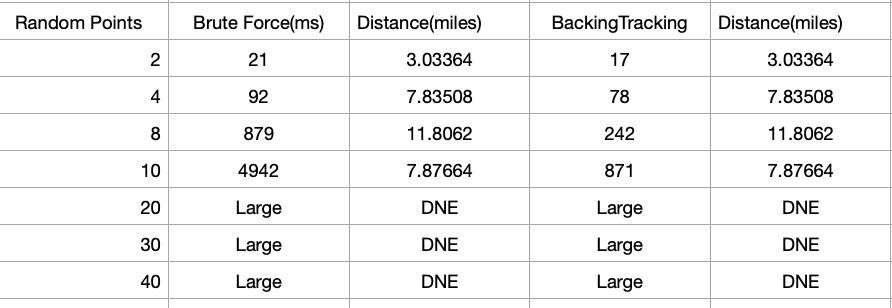 Random Points Brute Force(ms) Distance(miles) BackingTracking Distance(miles)
2 21 3.03364 17 3.03364
4 92 7.83508 78 7.83508
8 879 11.8062 242 11.8062
10 4942 7.87664 871 7.87664
20 Large DNE Large DNE
30 Large DNE Large DNE
40 Large DNE Large DNE